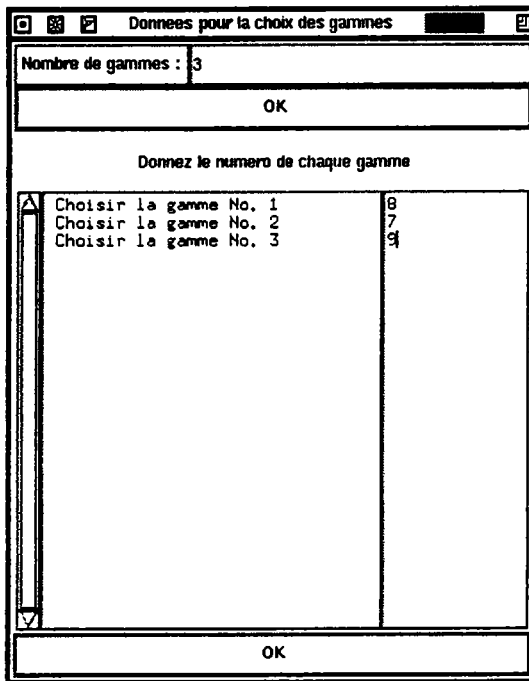 Donnees pour la choix des gammes
Nombre de gammes : 3
OK
Donnez le numero de chaque gamme
Choisir la gamme No. 1 8
Choisir la gamme No. 2 7
Choisir la gamme No. 3 9
OK